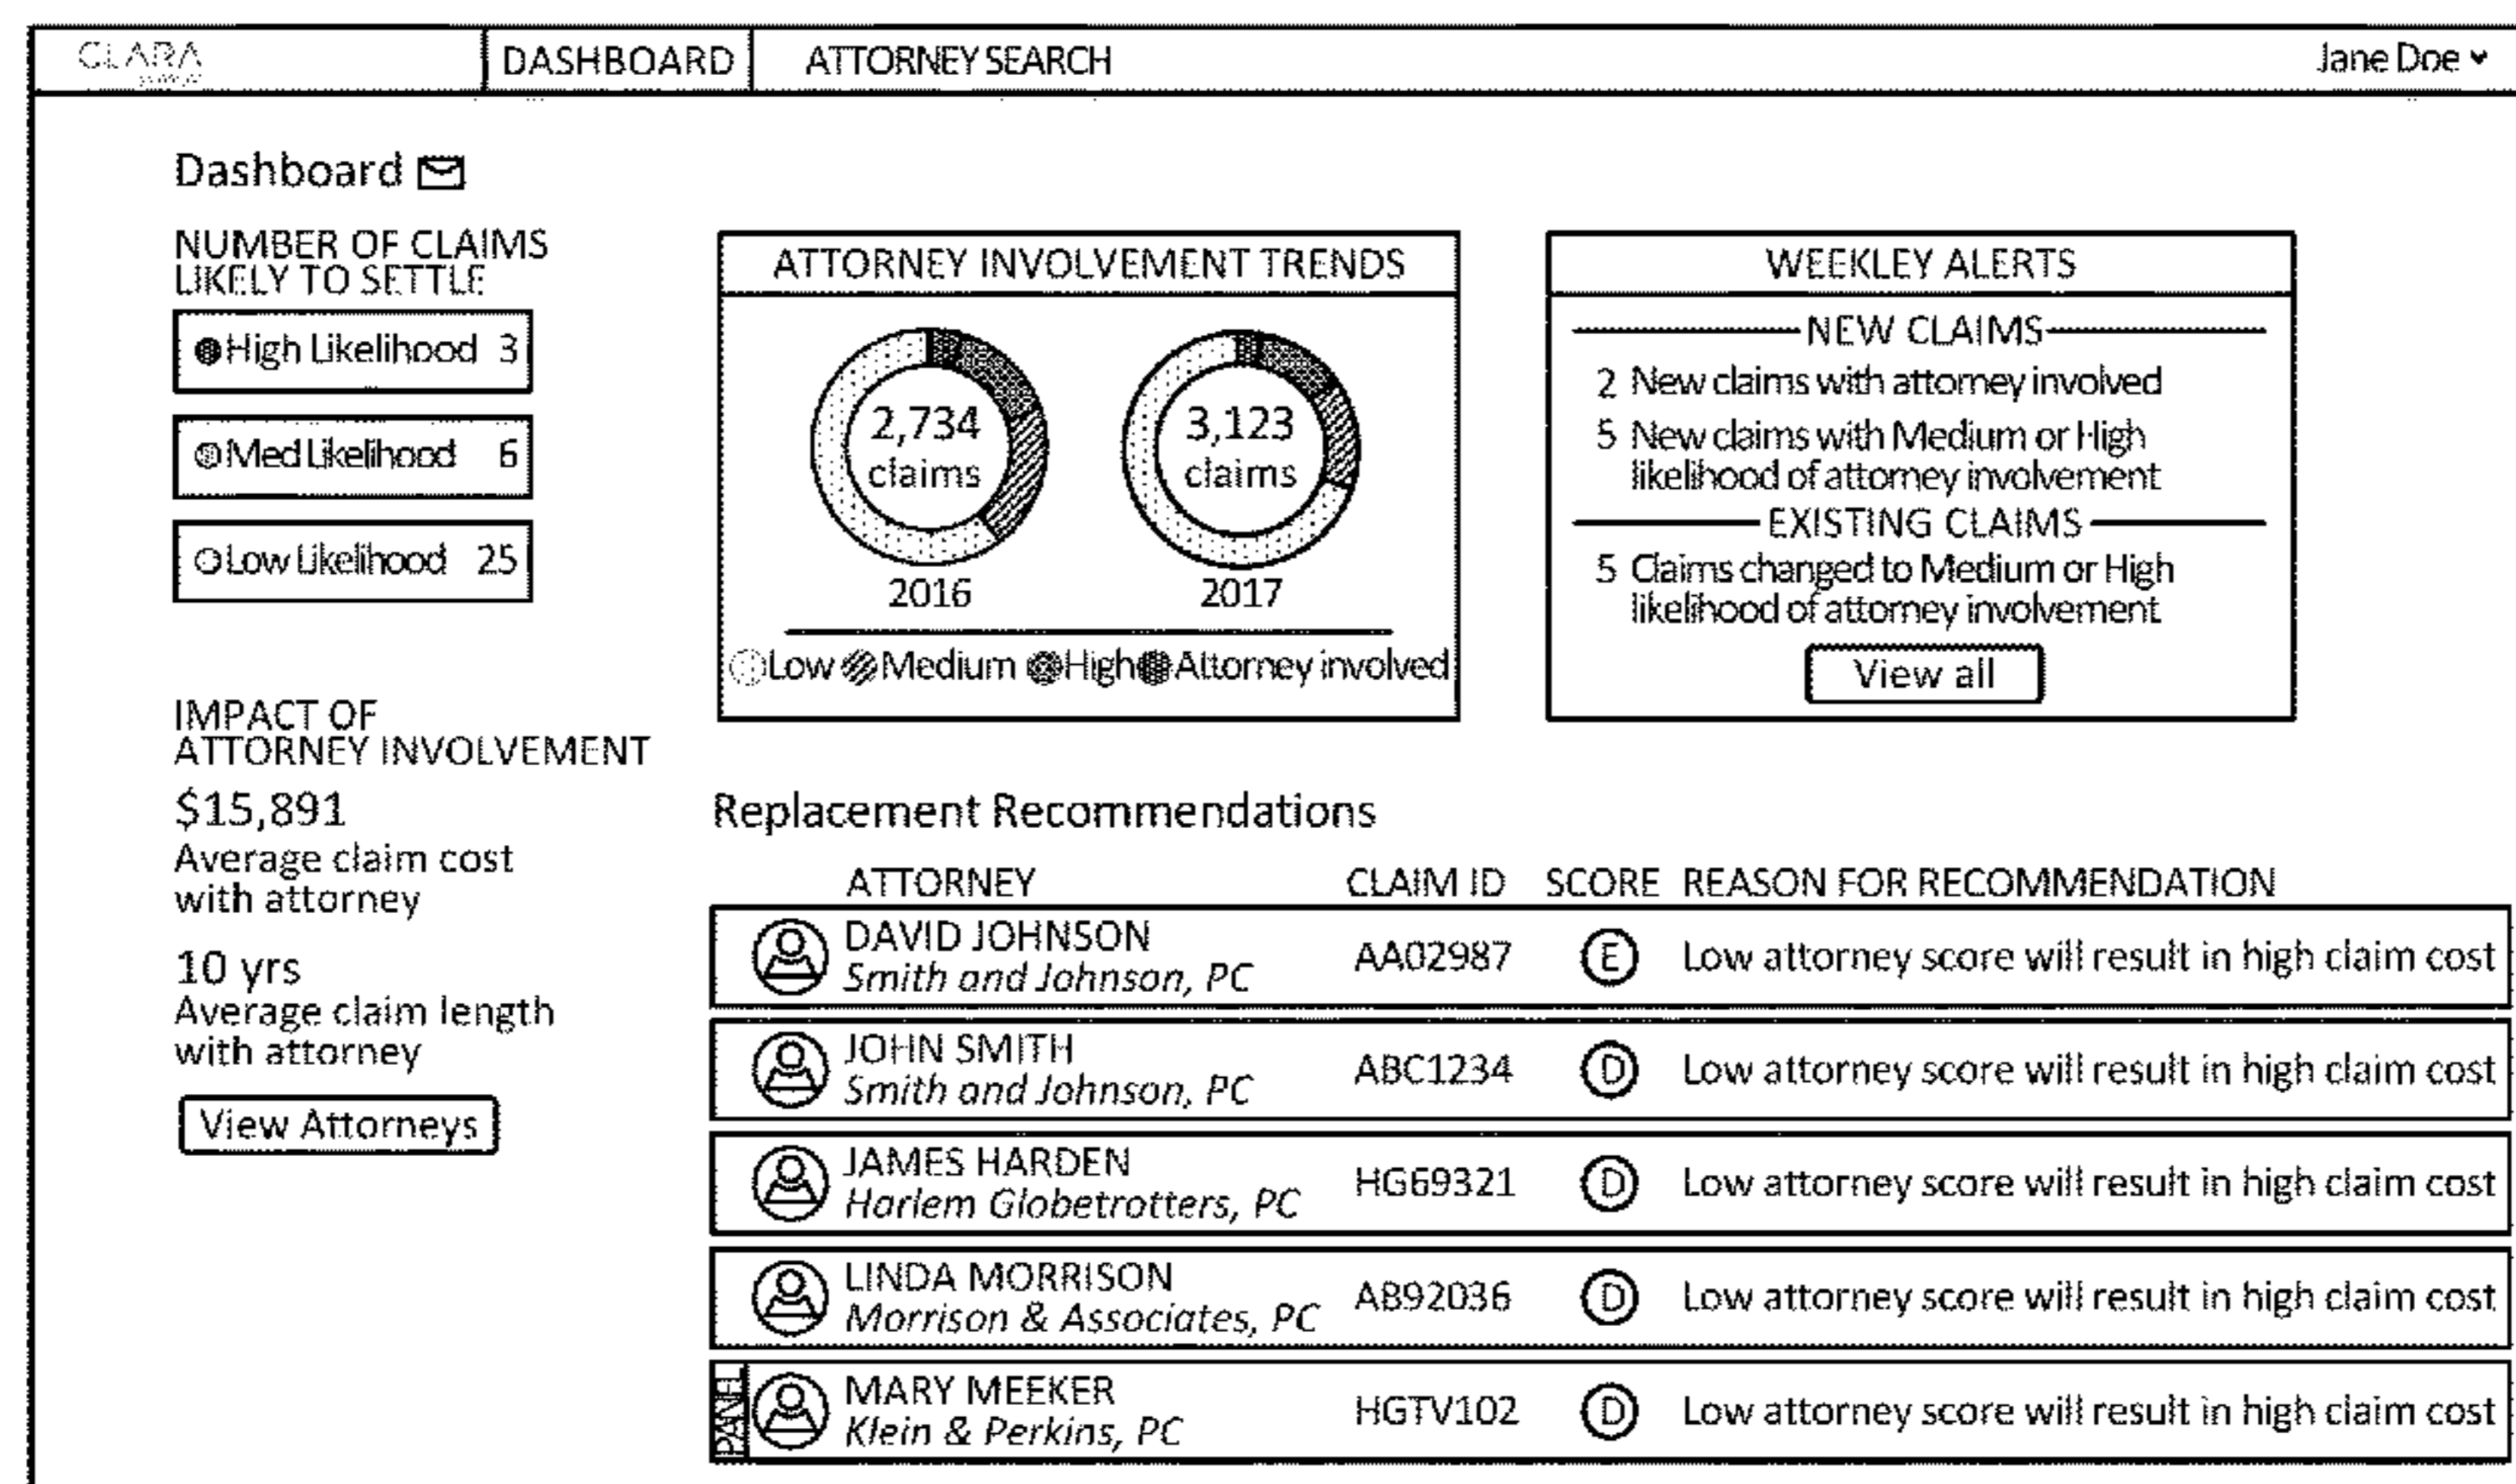 CLARA
DASHBOARD
ATTORNEY SEARCH
Jane Doe
Dashboard
NUMBER OF CLAIMS
LIKELY TO SETTLE
High Likelihood 3
Med Likelihood 6
Low Likelihood 25
IMPACT OF
ATTORNEY INVOLVEMENT
$15,891
Average claim cost
with attorney
10 yrs
Average claim length
with attorney
View Attorneys
ATTORNEY INVOLVEMENT TRENDS
2,734
claims
2016
3,123
claims
2017
Low Medium High Attorney involved
WEEKLEY ALERTS
NEW CLAIMS
2 New claims with attorney involved
5 New claims with Medium or High
likelihood of attorney involvement
EXISTING CLAIMS
5 Claims changed to Medium or High
likelihood of attorney involvement
View all
Replacement Recommendations
ATTORNEY CLAIM ID SCORE REASON FOR RECOMMENDATION
DAVID JOHNSON
Smith and Johnson, PC
AA02987 E Low attorney score will result in high claim cost
JOHN SMITH
Smith and Johnson, PC
ABC1234 D Low attorney score will result in high claim cost
JAMES HARDEN
Harlem Globetrotters, PC
HG69321 D Low attorney score will result in high claim cost
LINDA MORRISON
Morrison & Associates, PC
AB92036 D Low attorney score will result in high claim cost
PANEL
MARY MEEKER
Klein & Perkins, PC
HGTV102 D Low attorney score will result in high claim cost